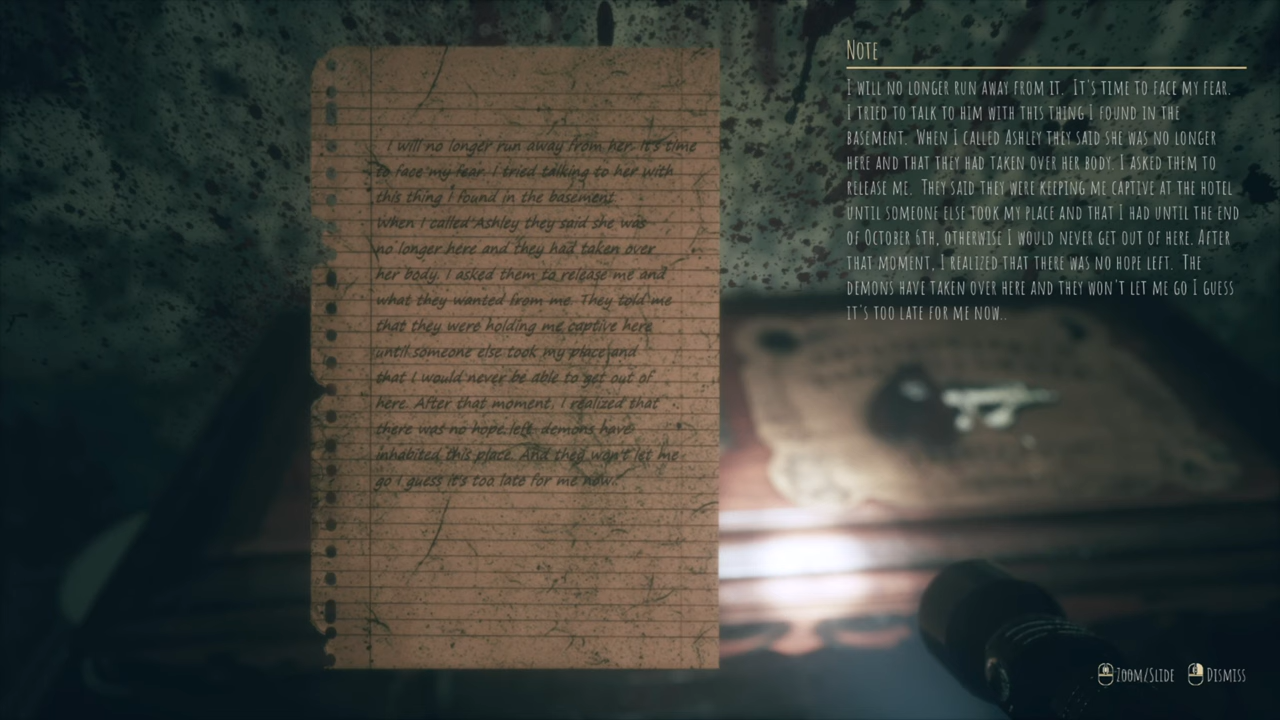 I will no longer run away from her. It's time
to face my fear. I tried talking to her with
this thing I found in the basement.
When I called Ashley they said she was
no longer here and they had taken over
her body. I asked them to release me and
what they wanted from me. They told me
that they were holding me captive here
until someone else took my place and
that I would never be able to get out of
here. After that moment, I realized that
there was no hope left. demons have
inhabited this place. And they won't let me
go I guess it's too late for me now."
NOTE
I WILL NO LONGER RUN AWAY FROM IT. IT'S TIME TO FACE MY FEAR.
I TRIED TO TALK TO HIM WITH THIS THING I FOUND IN THE
BASEMENT. WHEN I CALLED ASHLEY THEY SAID SHE WAS NO LONGER
HERE AND THAT THEY HAD TAKEN OVER HER BODY. I ASKED THEM TO
RELEASE ME. THEY SAID THEY WERE KEEPING ME CAPTIVE AT THE HOTEL
UNTIL SOMEONE ELSE TOOK MY PLACE AND THAT I HAD UNTIL THE END
OF OCTOBER 6TH, OTHERWISE I WOULD NEVER GET OUT OF HERE. AFTER
THAT MOMENT, I REALIZED THAT THERE WAS NO HOPE LEFT. THE
DEMONS HAVE TAKEN OVER HERE AND THEY WON'T LET ME GO I GUESS
IT'S TOO LATE FOR ME NOW..
ZOOM/SLIDE DISMISS